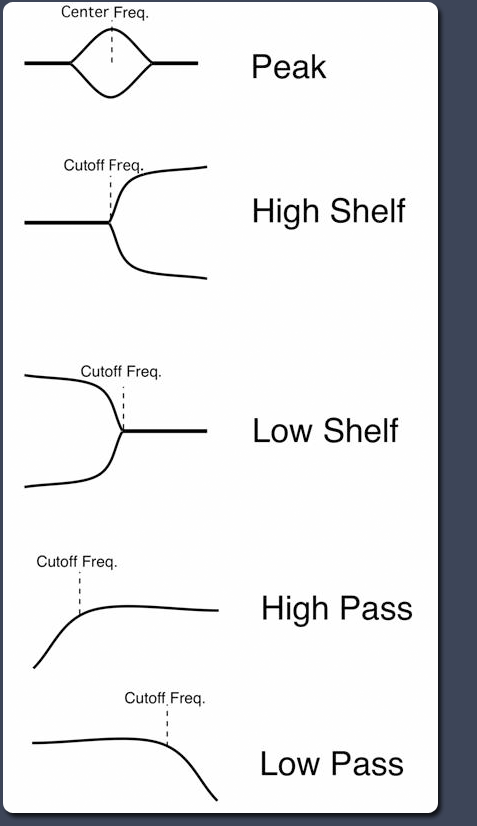 Center Freq.
Peak
Cutoff Freq.
High Shelf
Cutoff Freq.
Low Shelf
Cutoff Freq.
High Pass
Cutoff Freq.
Low Pass